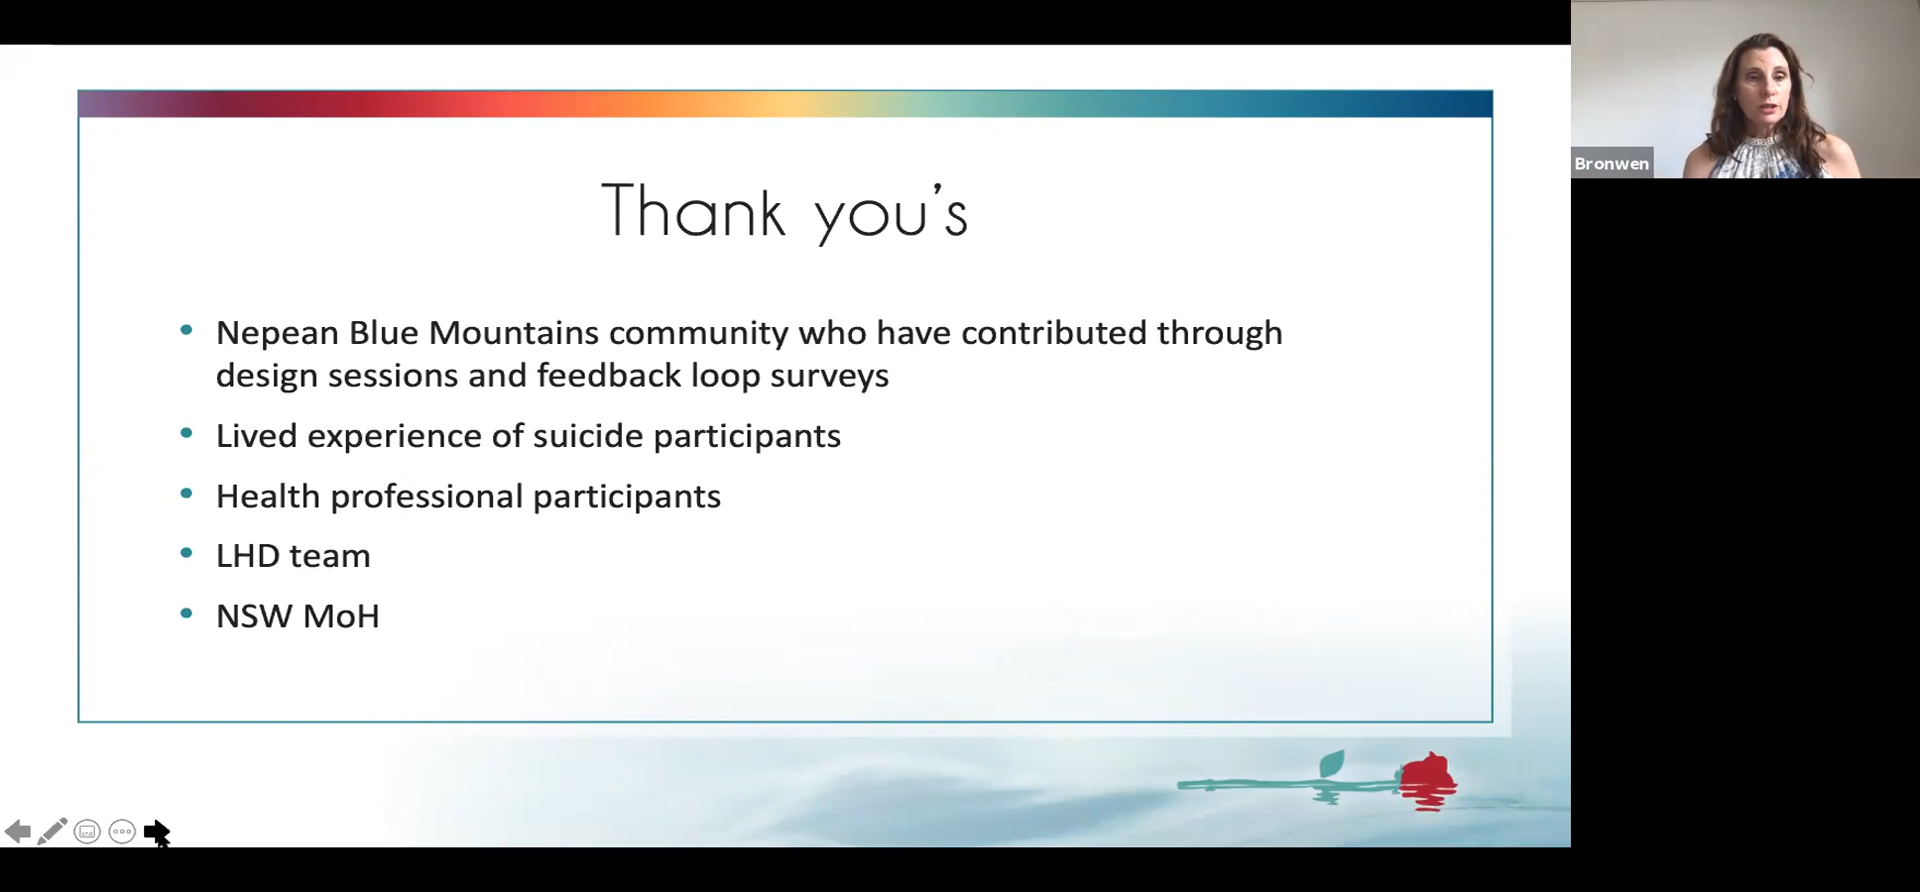 Thank you's
• Nepean Blue Mountains community who have contributed through
design sessions and feedback loop surveys
• Lived experience of suicide participants
• Health professional participants
• LHD team
• NSW MoH
Bronwen